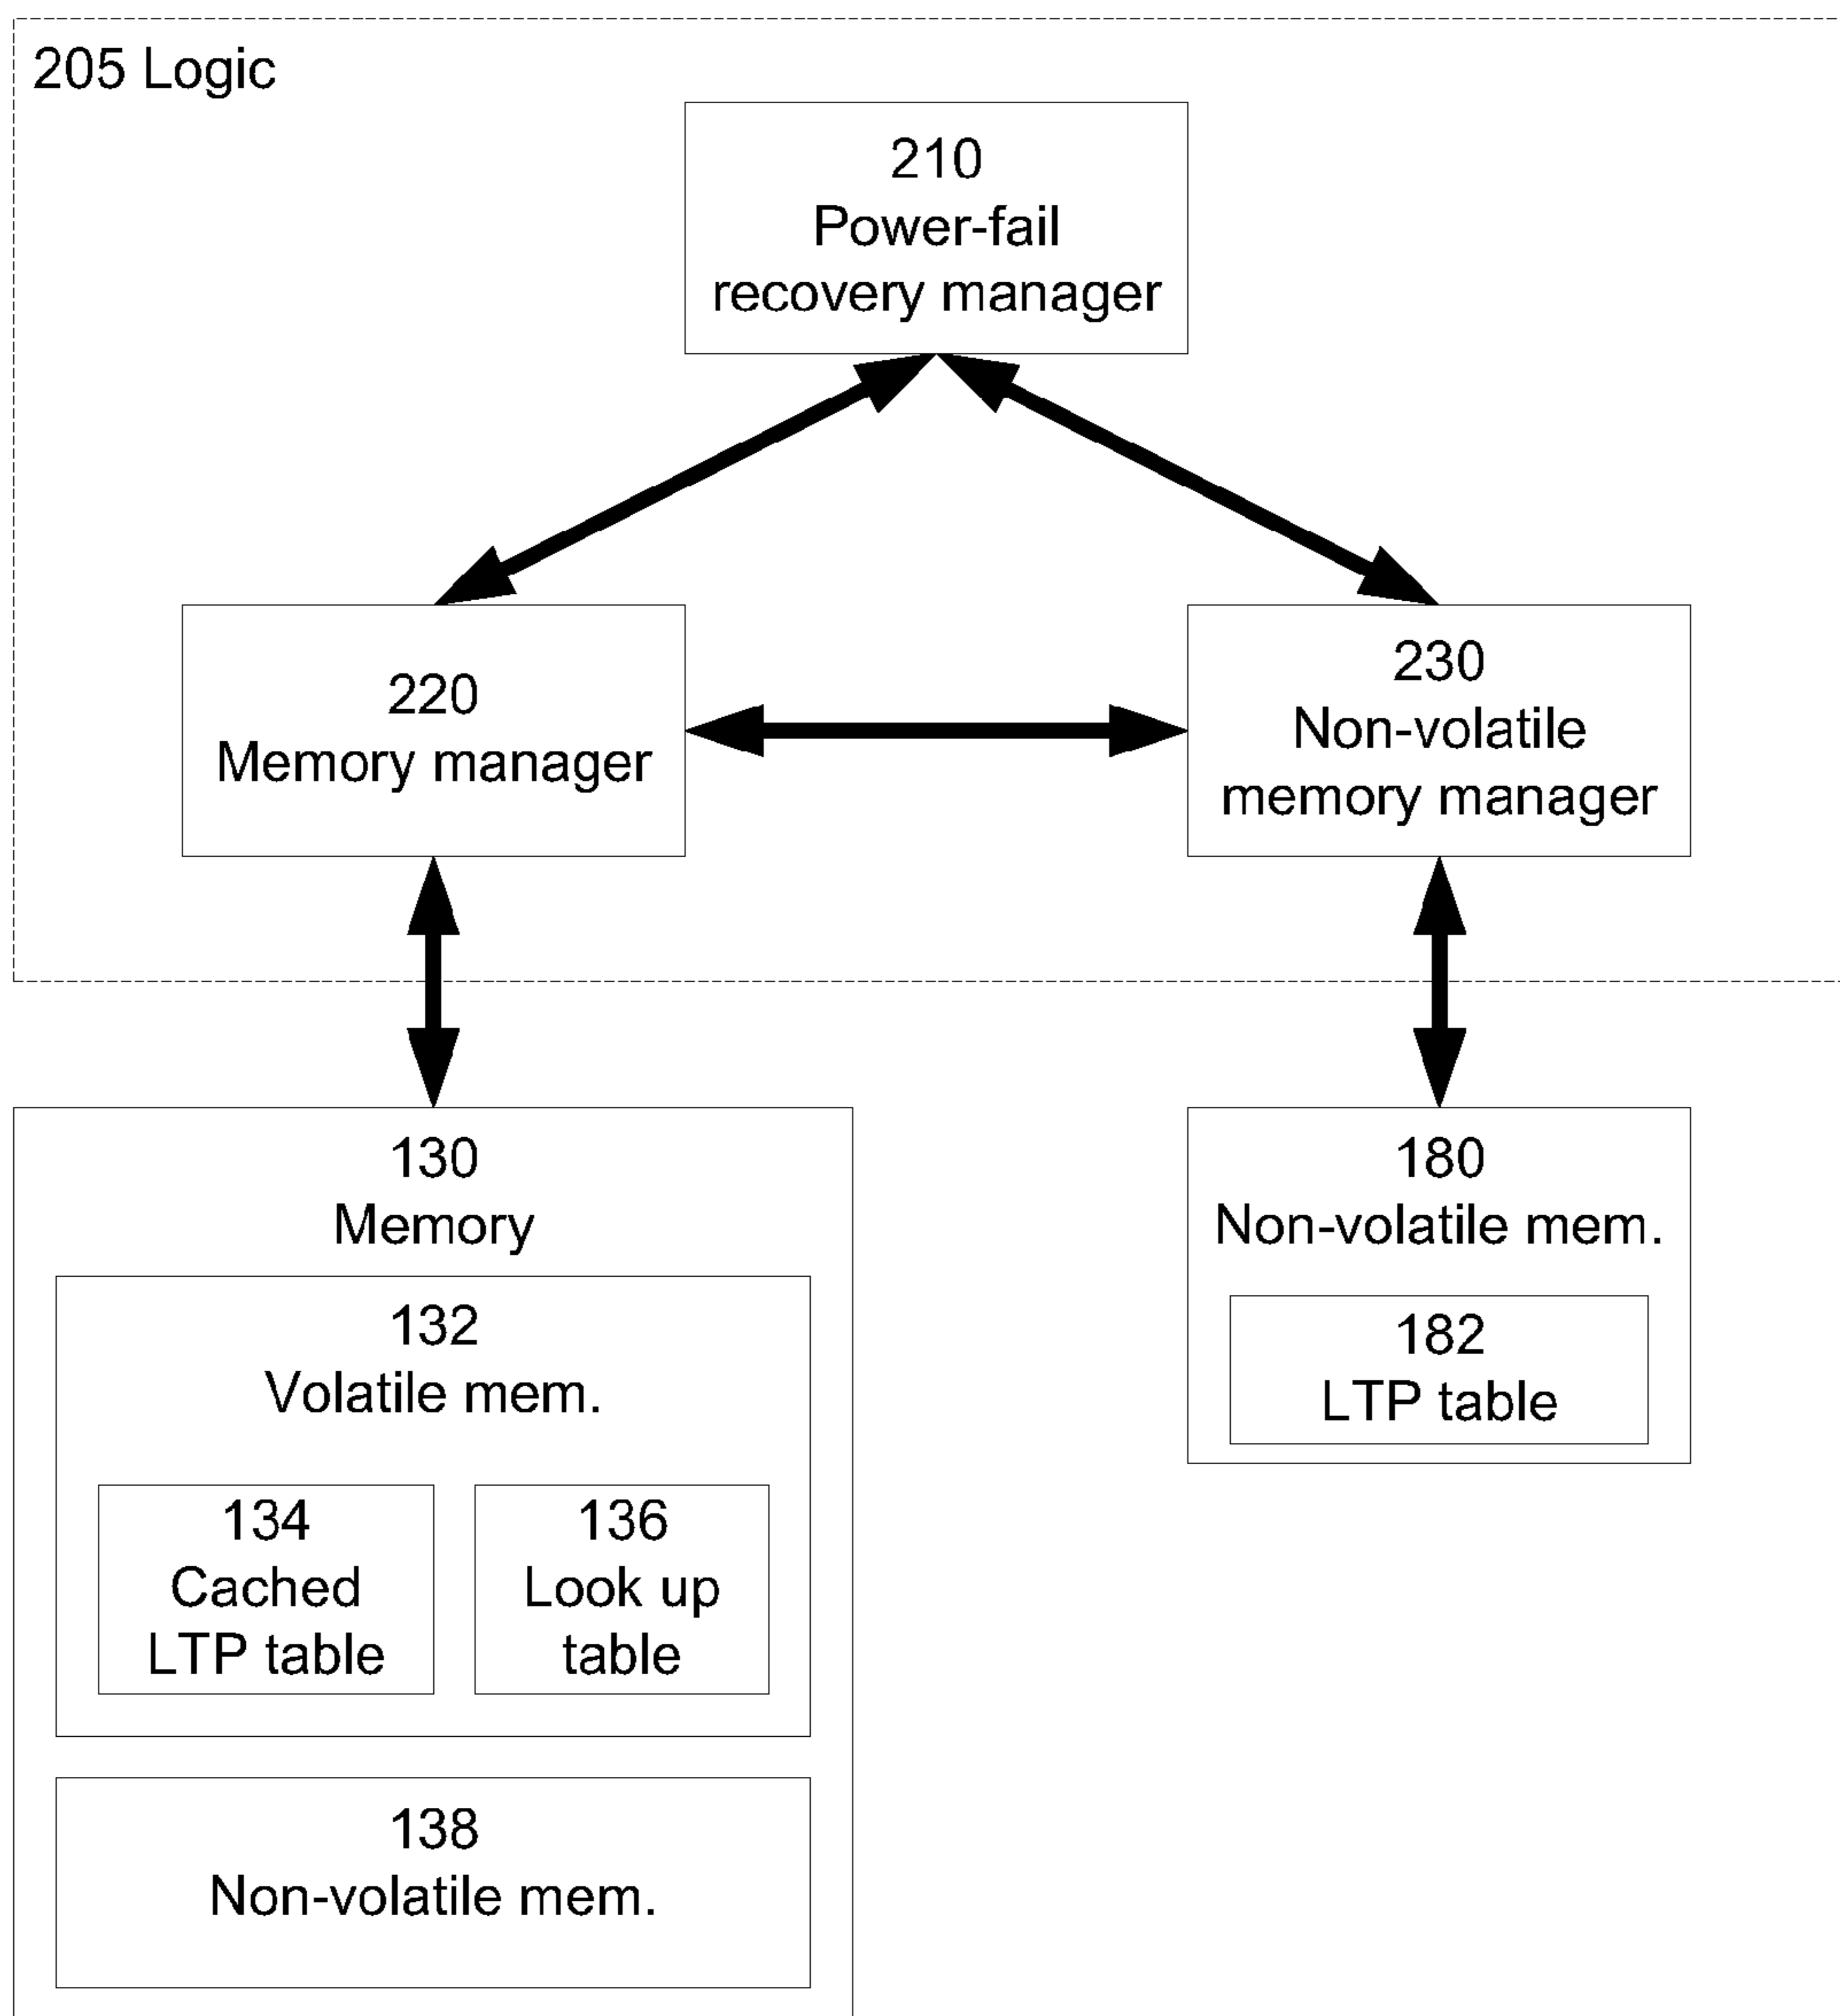 205 Logic
210
Power-fail
recovery manager
220
Memory manager
230
Non-volatile
memory manager
130
Memory
132
Volatile mem.
134
Cached
LTP table
136
Look up
table
138
Non-volatile mem.
180
Non-volatile mem.
182
LTP table